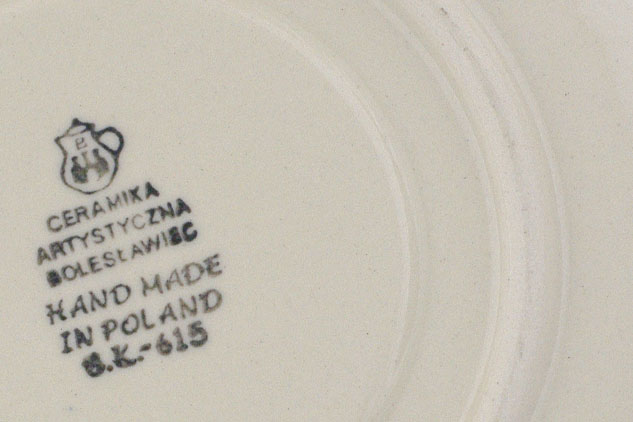 CERAMIKA
ARTYSTYCZNA
BOLESŁAWIEC
HAND MADE
IN POLAND
B.K.-615